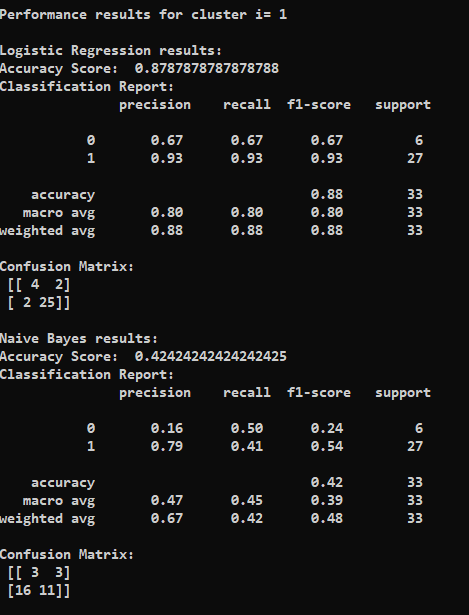 Performance results for cluster i= 1
Logistic Regression results:
Accuracy Score:  0.8787878787878788
Classification Report:
              precision    recall  f1-score   support
           0       0.67      0.67      0.67         6
           1       0.93      0.93      0.93        27
    accuracy                           0.88        33
   macro avg       0.80      0.80      0.80        33
weighted avg       0.88      0.88      0.88        33
Confusion Matrix:
 [[ 4  2]
 [ 2 25]]
Naive Bayes results:
Accuracy Score:  0.42424242424242425
Classification Report:
              precision    recall  f1-score   support
           0       0.16      0.50      0.24         6
           1       0.79      0.41      0.54        27
    accuracy                           0.42        33
   macro avg       0.47      0.45      0.39        33
weighted avg       0.67      0.42      0.48        33
Confusion Matrix:
 [[ 3  3]
 [16 11]]